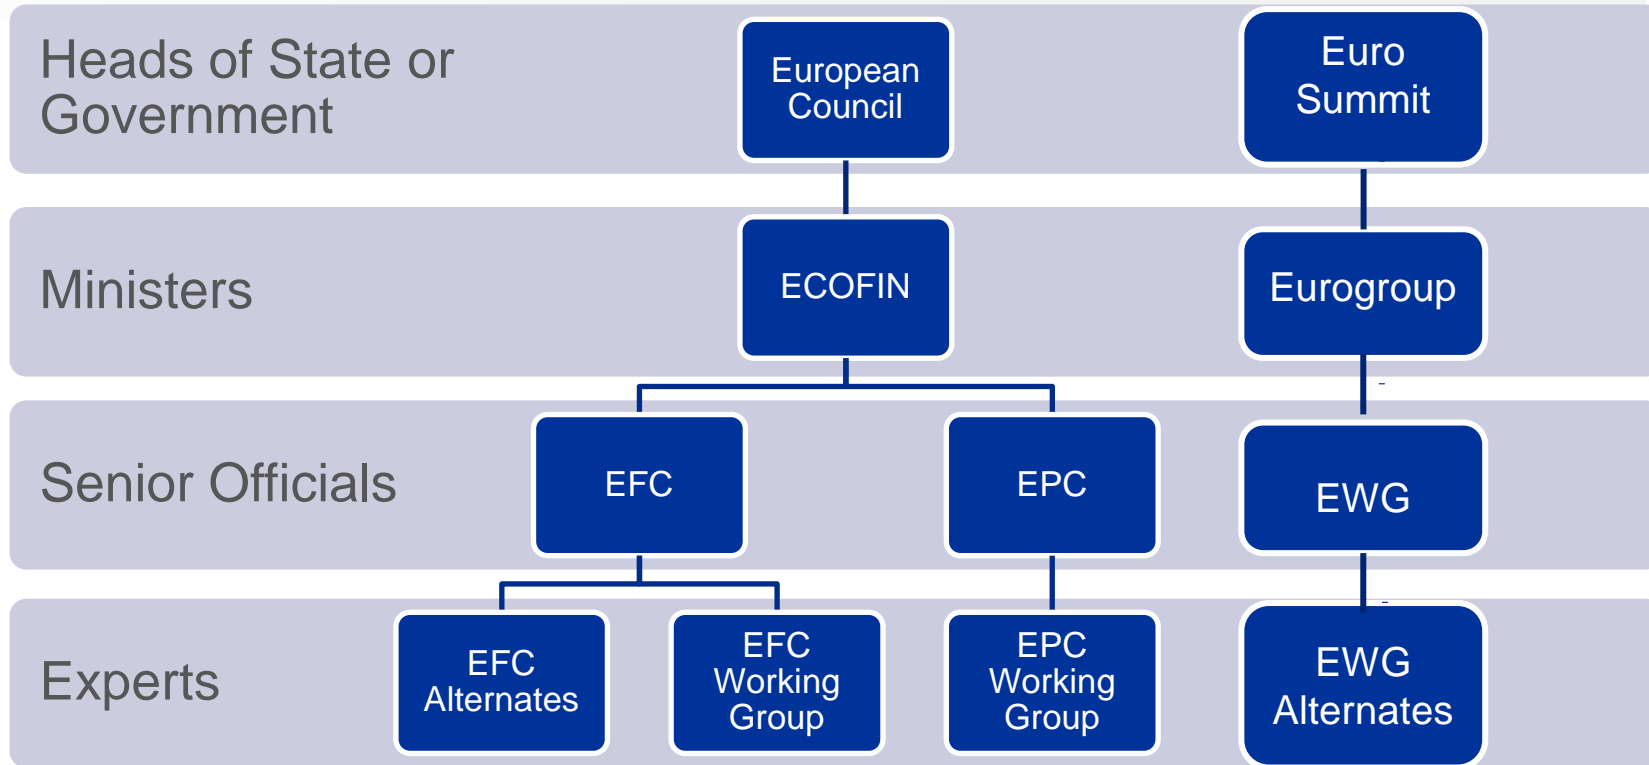 Heads of State or
Government
European
Council
Euro
Summit
Ministers
ECOFIN
Eurogroup
Senior Officials
EFC
EPC
EWG
Experts
EFC
Alternates
EFC
Working
Group
EPC
Working
Group
EWG
Alternates